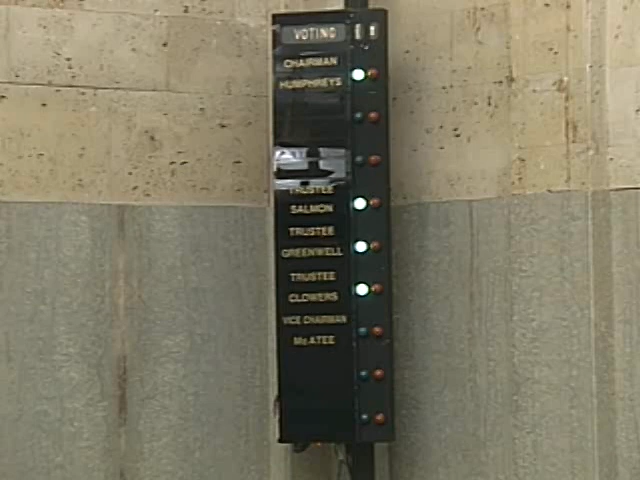 VOTING
CHAIRMAN
HUMPHREYS
TRUSTEE
SALMON
TRUSTEE
GREENWELL
TRUSTEE
CLOWERS
VICE CHAIRMAN
McATEE